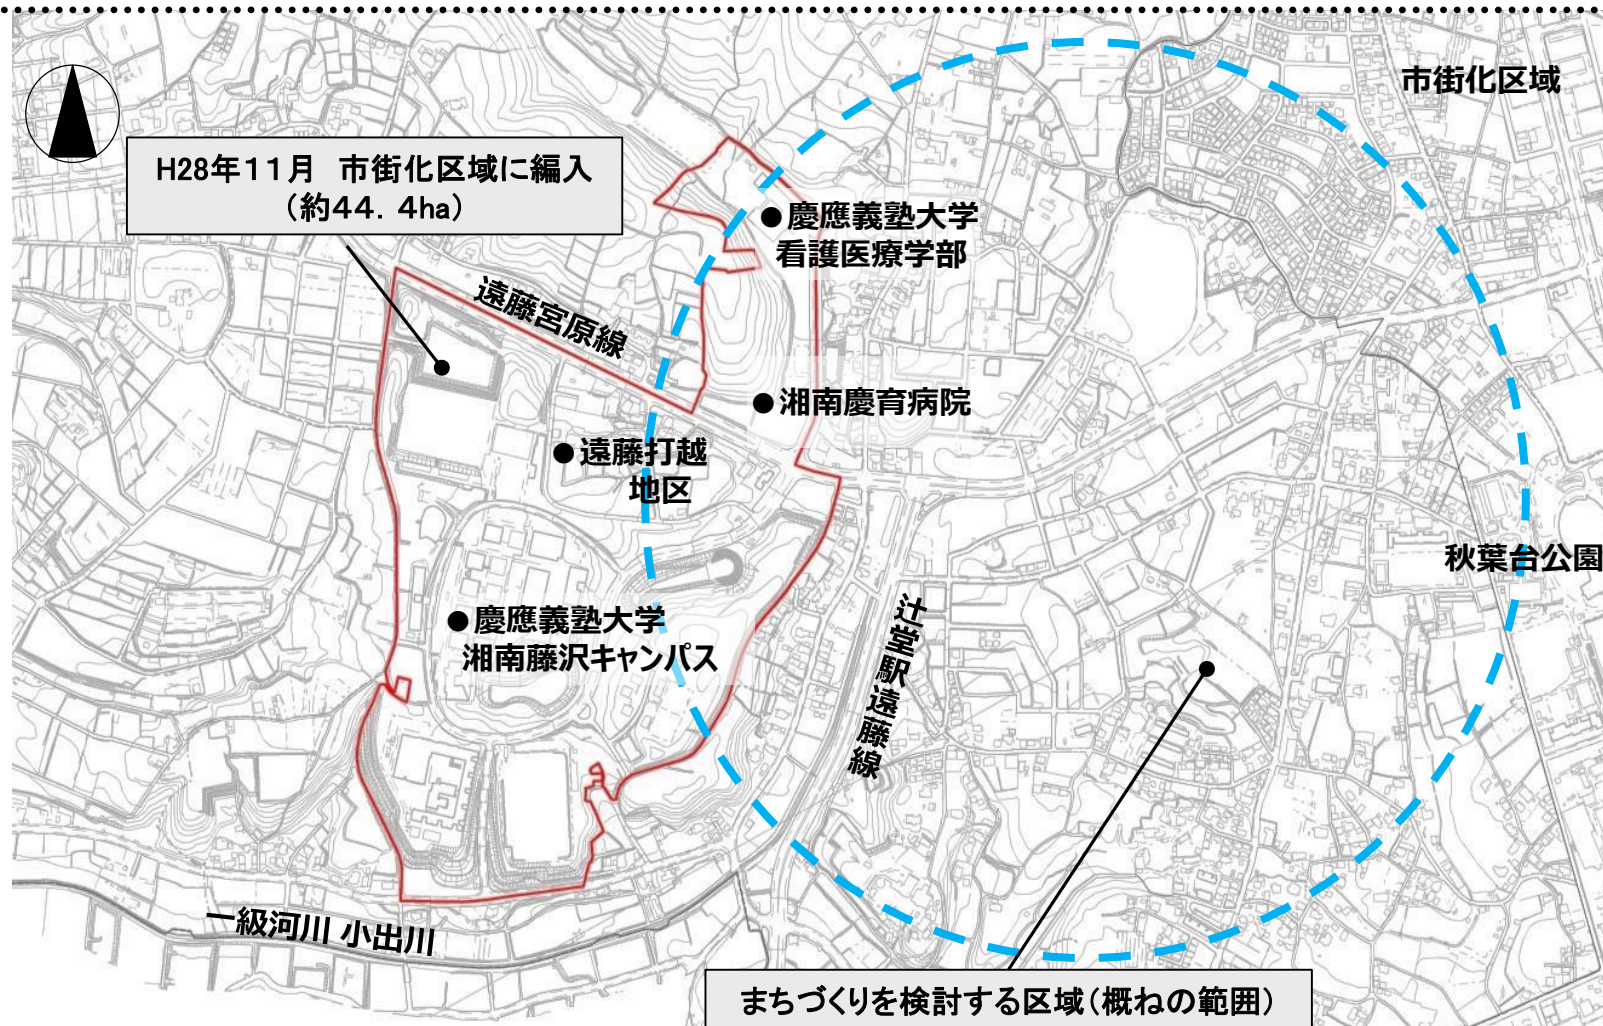 市街化区域
H28年11月 市街化区域に編入
（約44．4ha）
●慶應義塾大学
看護医療学部
遠藤宮原線
●湘南慶育病院
●遠藤打越
地区
秋葉台公園
●慶應義塾大学
湘南藤沢キャンパス
辻堂駅遠藤線
一級河川 小出川
まちづくりを検討する区域（概ねの範囲）